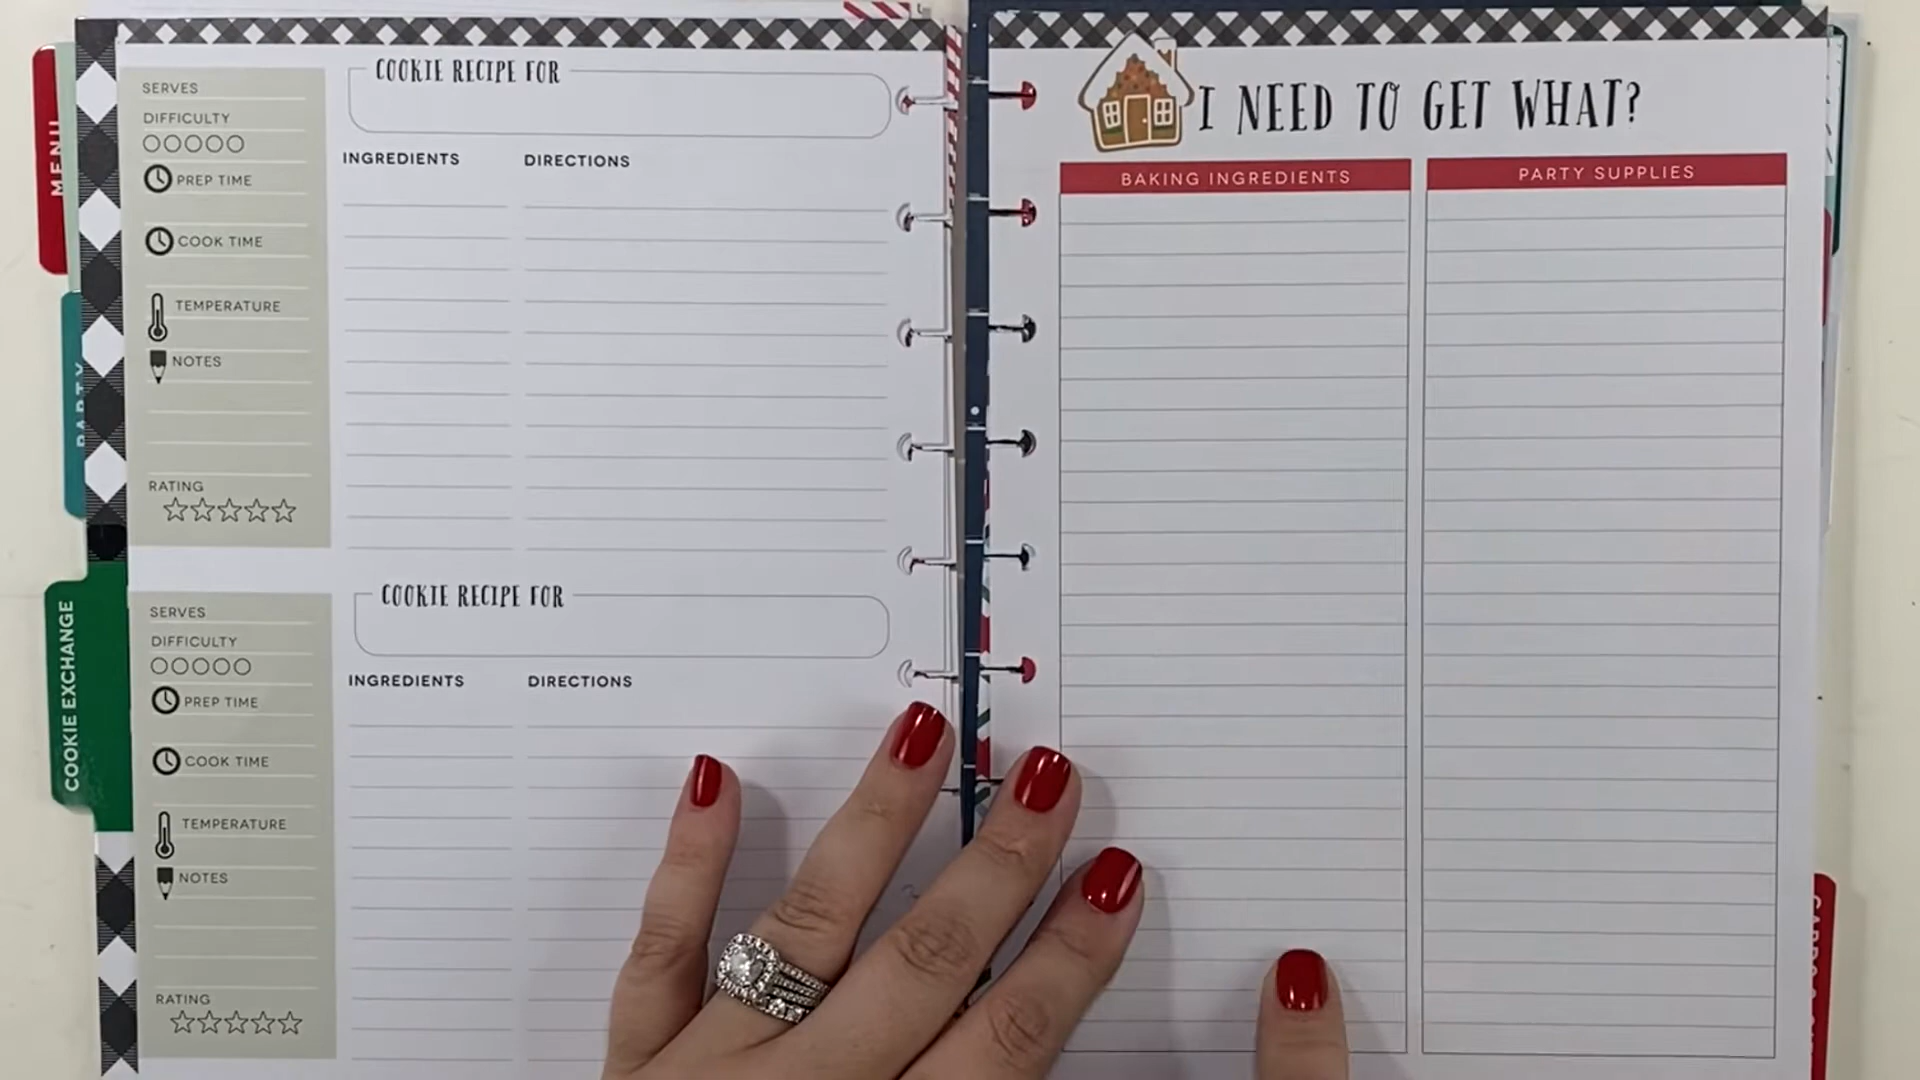 MENU
PARTY
COOKIE EXCHANGE
COOKIE RECIPE FOR
SERVES
DIFFICULTY
PREP TIME
COOK TIME
TEMPERATURE
NOTES
RATING
INGREDIENTS DIRECTIONS
COOKIE RECIPE FOR
SERVES
DIFFICULTY
PREP TIME
COOK TIME
TEMPERATURE
NOTES
RATING
INGREDIENTS DIRECTIONS
I NEED TO GET WHAT?
BAKING INGREDIENTS
PARTY SUPPLIES